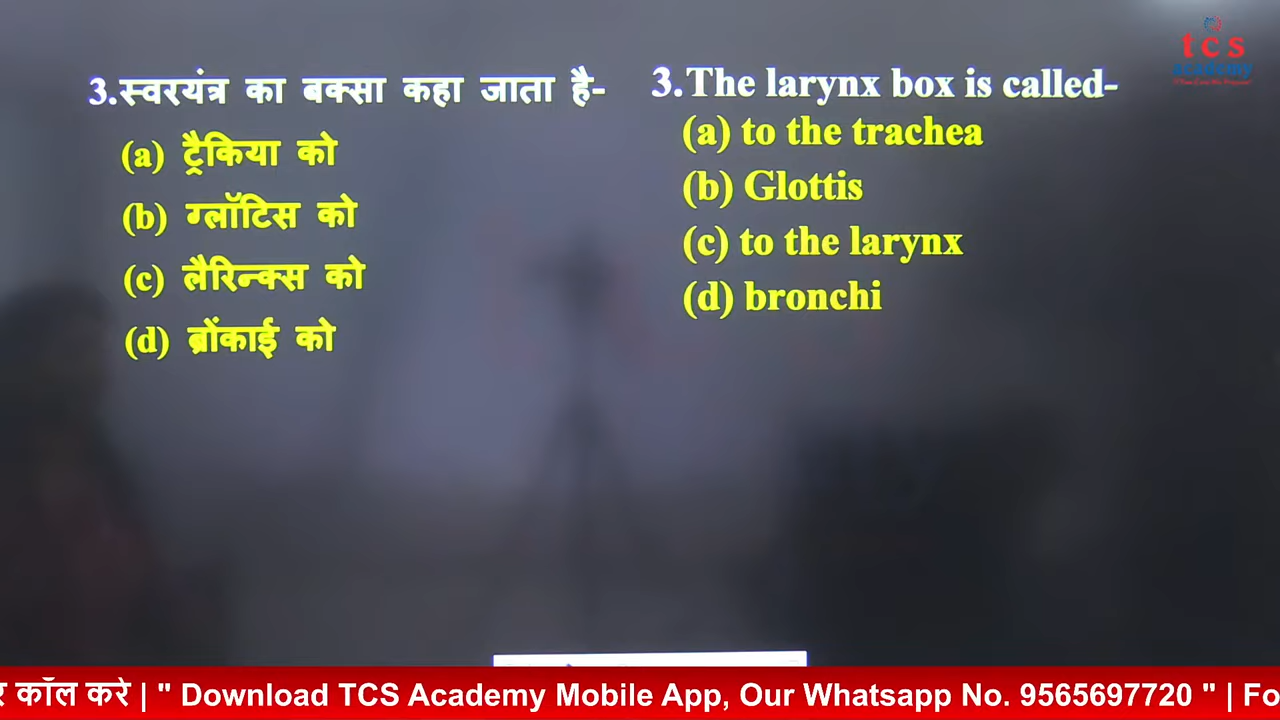 3.स्वरयंत्र का बक्सा कहा जाता है-
(a) ट्रैकिया को
(b) ग्लॉटिस को
(c) लैरिन्क्स को
(d) ब्रोंकाई को
3.The larynx box is called-
(a) to the trachea
(b) Glottis
(c) to the larynx
(d) bronchi
tcs
academy
कॉल करे | " Download TCS Academy Mobile App, Our Whatsapp No. 9565697720 " | Fo